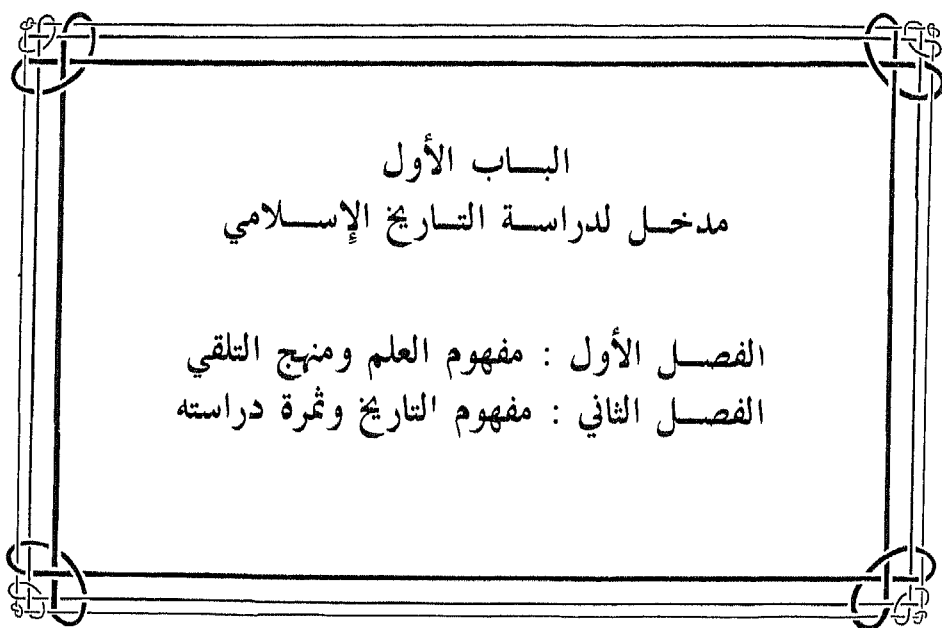 الباب الأول
مدخل لدراسة التاريخ الإسلامي
الفصل الأول : مفهوم العلم ومنهج التلقي
الفصل الثاني : مفهوم التاريخ وثمرة دراسته